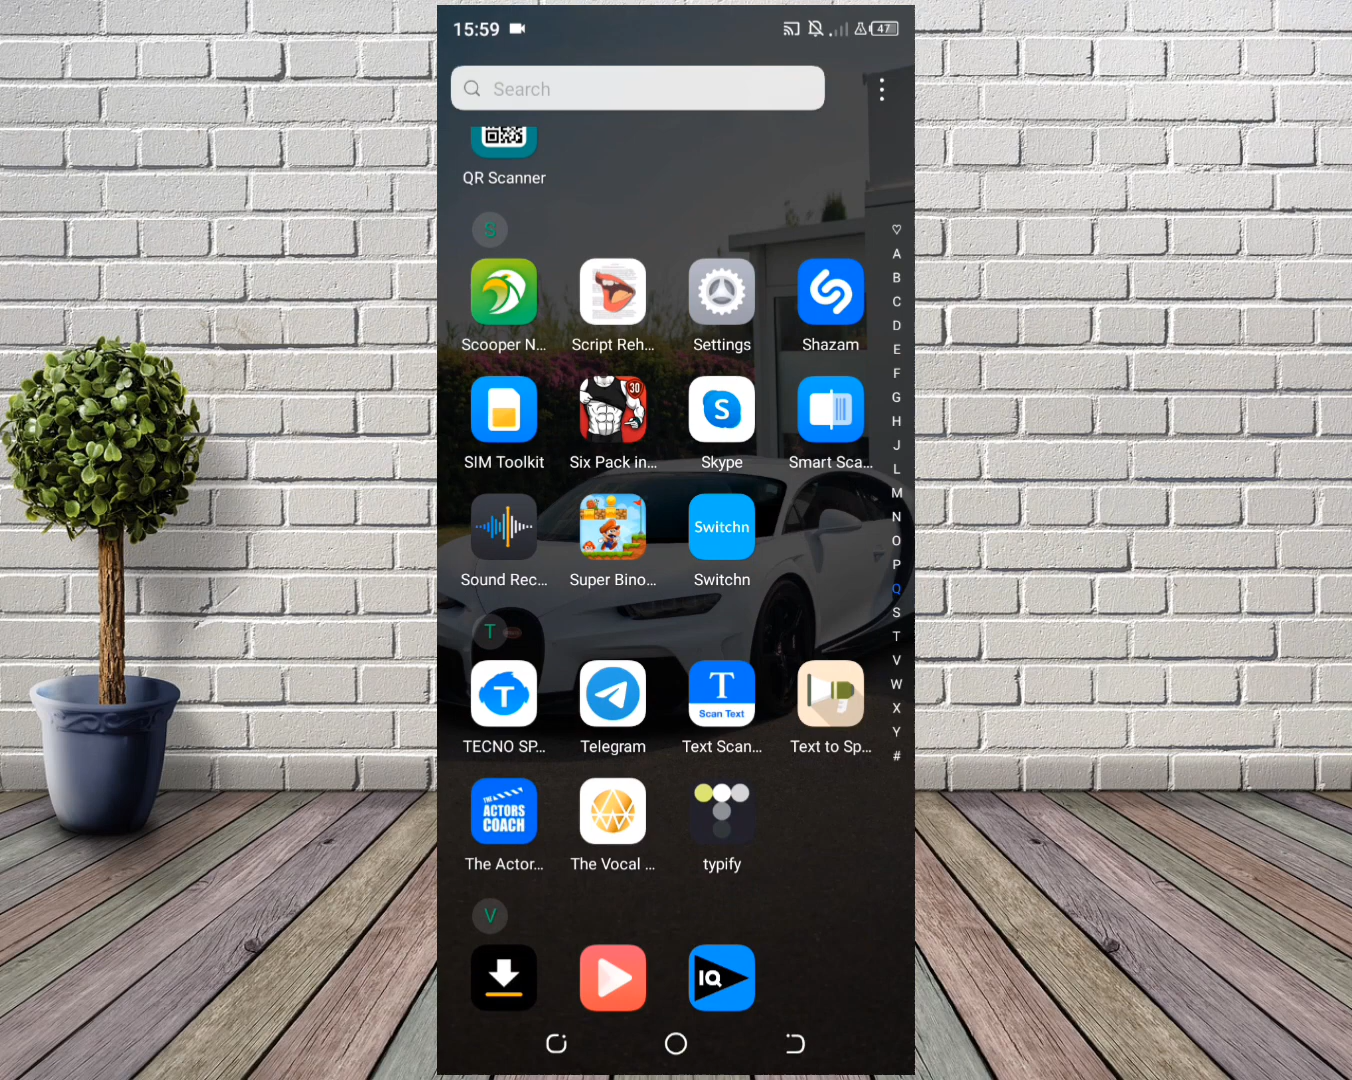 15:59 47
Search
QR Scanner
S
Scooper N... Script Reh... Settings Shazam
30
SIM Toolkit Six Pack in... Skype Smart Sca...
Switchn
Sound Rec... Super Bino... Switchn
T
T T
Scan Text
TECNO SP... Telegram Text Scan... Text to Sp...
THE
ACTORS
COACH
The Actor... The Vocal ... typify
V
IQ
A
B
C
D
E
F
G
H
J
L
M
N
O
P
Q
S
T
V
W
X
Y
#